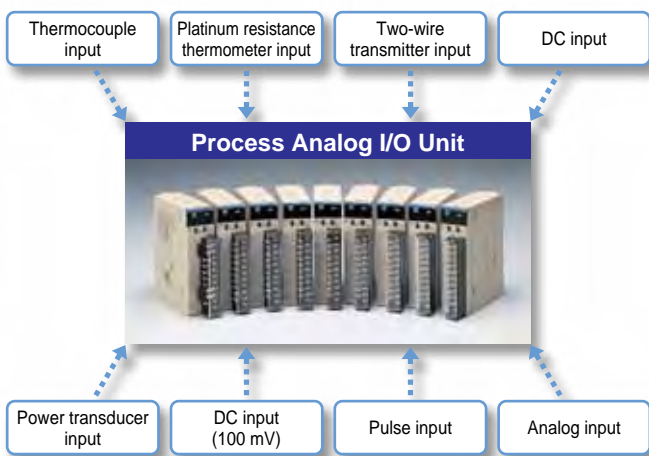 Thermocouple
input
Platinum resistance
thermometer input
Two-wire
transmitter input
DC input
Process Analog I/O Unit
Power transducer
input
DC input
(100 mV)
Pulse input
Analog input